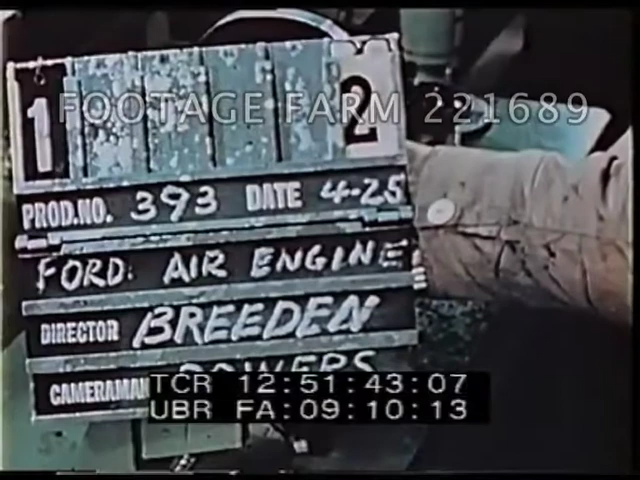 1 2
FOOTAGE FARM 221689
PROD.NO. 393 DATE 4-25
FORD. AIR ENGINE
DIRECTOR BREEDEN
CAMERAMAN
TCR 12:51:43:07
UBR FA:09:10:13